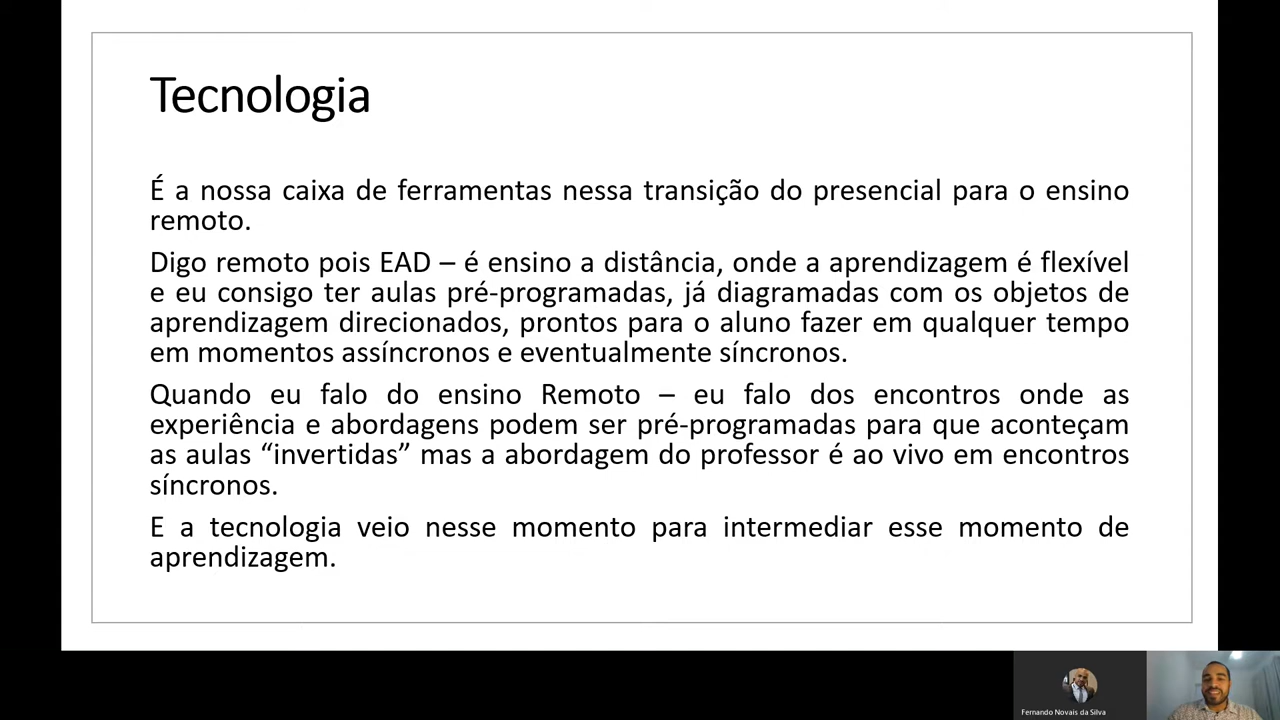 Tecnologia
É a nossa caixa de ferramentas nessa transição do presencial para o ensino
remoto.
Digo remoto pois EAD – é ensino a distância, onde a aprendizagem é flexível
e eu consigo ter aulas pré-programadas, já diagramadas com os objetos de
aprendizagem direcionados, prontos para o aluno fazer em qualquer tempo
em momentos assíncronos e eventualmente síncronos.
Quando eu falo do ensino Remoto – eu falo dos encontros onde as
experiência e abordagens podem ser pré-programadas para que aconteçam
as aulas “invertidas” mas a abordagem do professor é ao vivo em encontros
síncronos.
E a tecnologia veio nesse momento para intermediar esse momento de
aprendizagem.
Fernando Novais da Silva